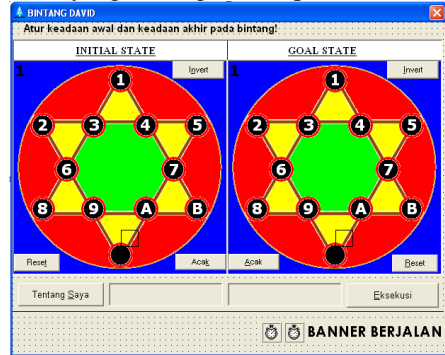 BINTANG DAVID
Atur keadaan awal dan keadaan akhir pada bintang!
INITIAL STATE
GOAL STATE
1 Invert
1 Invert
1
2 3 4 5
6 7
8 9 A B
1
2 3 4 5
6 7
8 9 A B
Reset Acak
Acak Reset
Tentang Saya
Eksekusi
BANNER BERJALAN